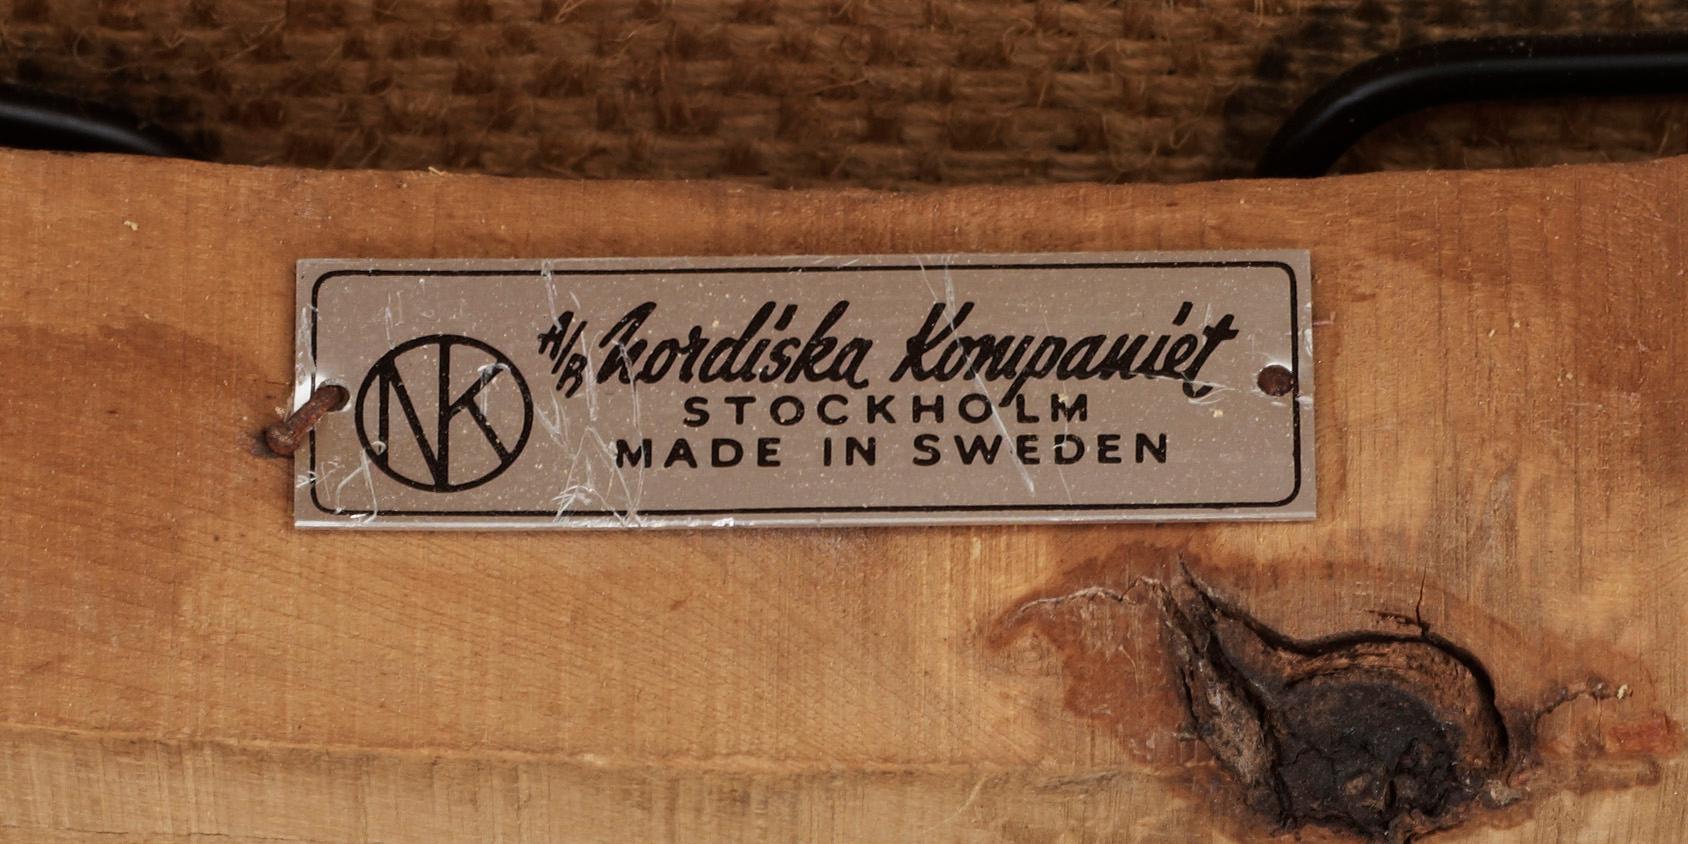 NK
A/B Nordiska Kompaniet
STOCKHOLM
MADE IN SWEDEN